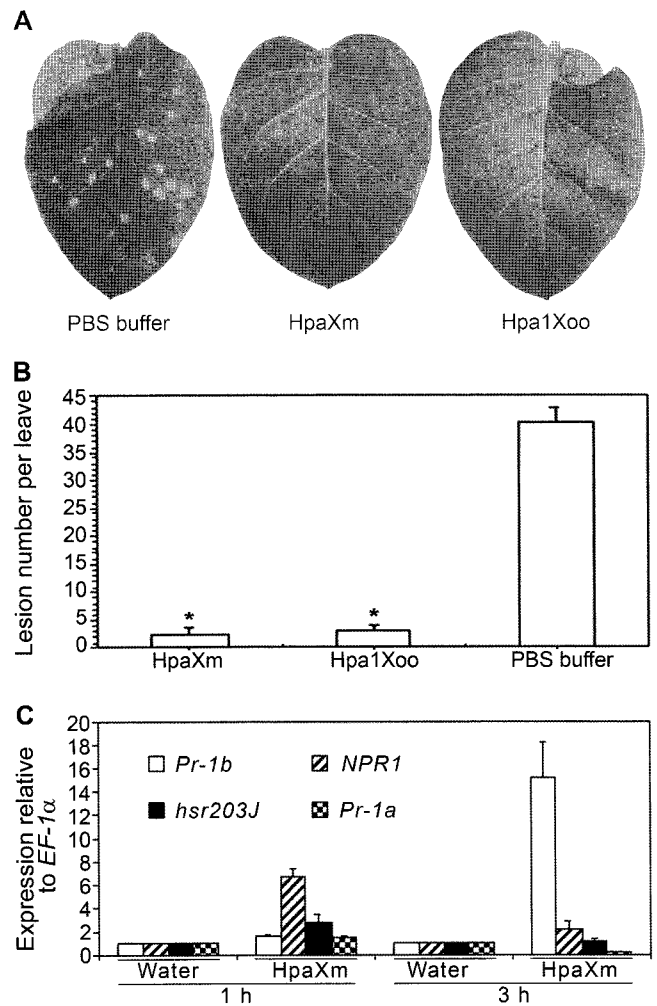 A
PBS buffer HpaXm Hpa1Xoo
B
Lesion number per leave
45
40
35
30
25
20
15
10
5
0
* *
HpaXm Hpa1Xoo PBS buffer
C
Expression relative
to EF-1α
20
18
16
14
12
10
8
6
4
2
0
Pr-1b NPR1
hsr203J Pr-1a
Water HpaXm Water HpaXm
1 h 3 h